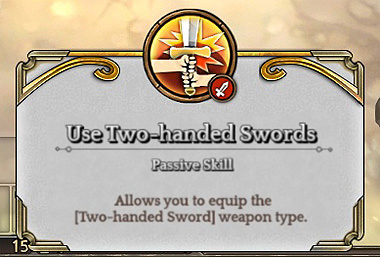 Use Two-handed Swords
Passive Skill
Allows you to equip the
[Two-handed Sword] weapon type.
15